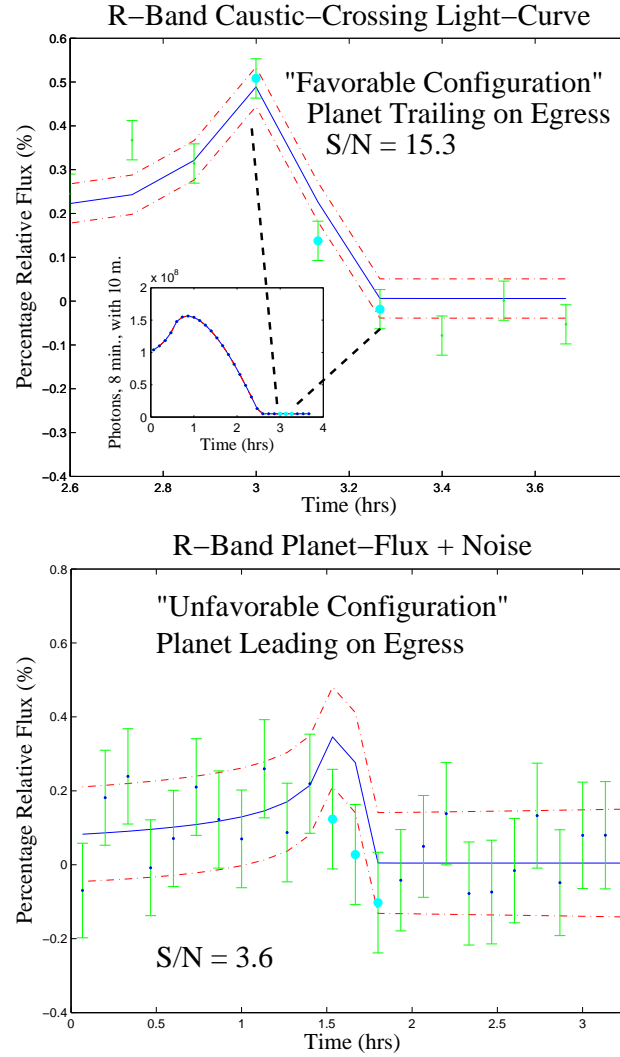 R−Band Caustic−Crossing Light−Curve
0.6
0.5
0.4
0.3
0.2
0.1
0
−0.1
−0.2
−0.3
−0.4
Percentage Relative Flux (%)
"Favorable Configuration"
Planet Trailing on Egress
S/N = 15.3
2
1.5
1
0.5
0
x 10^8
Photons, 8 min., with 10 m.
0 1 2 3 4
Time (hrs)
2.6 2.8 3 3.2 3.4 3.6
Time (hrs)
R−Band Planet−Flux + Noise
0.8
0.6
0.4
0.2
0
−0.2
−0.4
Percentage Relative Flux (%)
"Unfavorable Configuration"
Planet Leading on Egress
S/N = 3.6
0 0.5 1 1.5 2 2.5 3
Time (hrs)